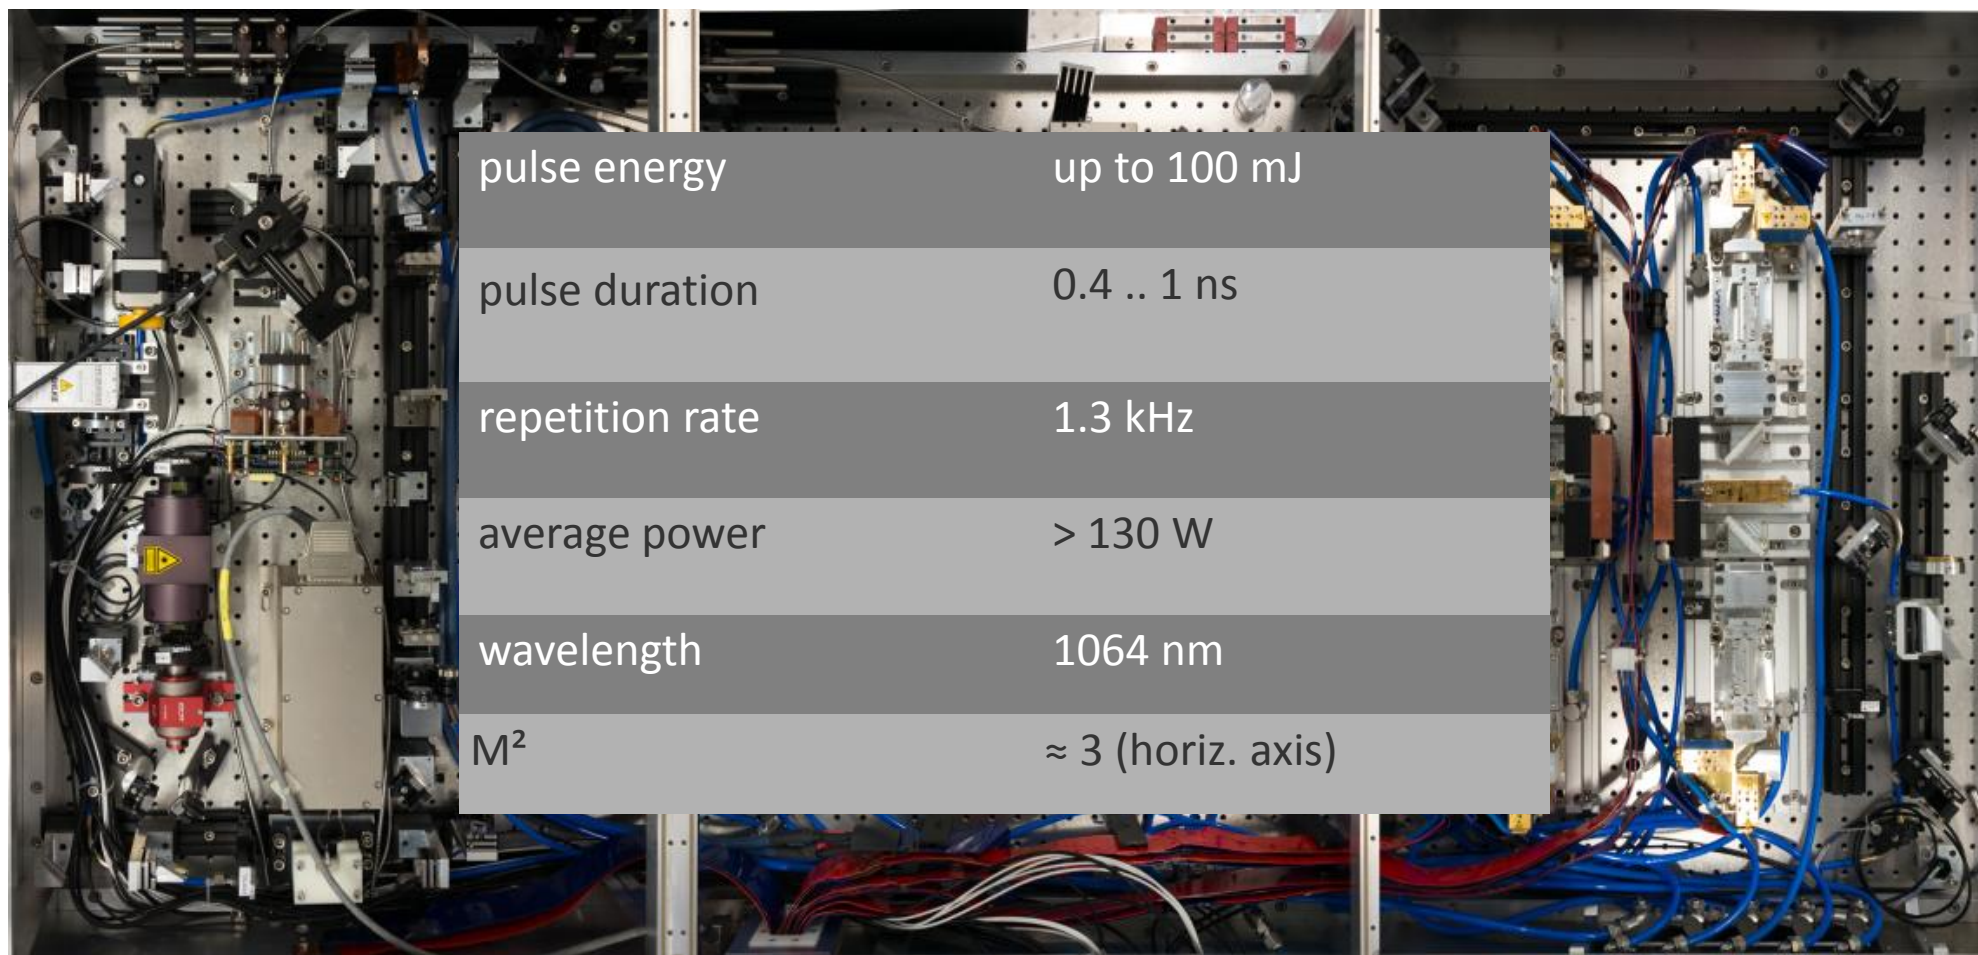 pulse energy up to 100 mJ
pulse duration 0.4 .. 1 ns
repetition rate 1.3 kHz
average power > 130 W
wavelength 1064 nm
M² ≈ 3 (horiz. axis)